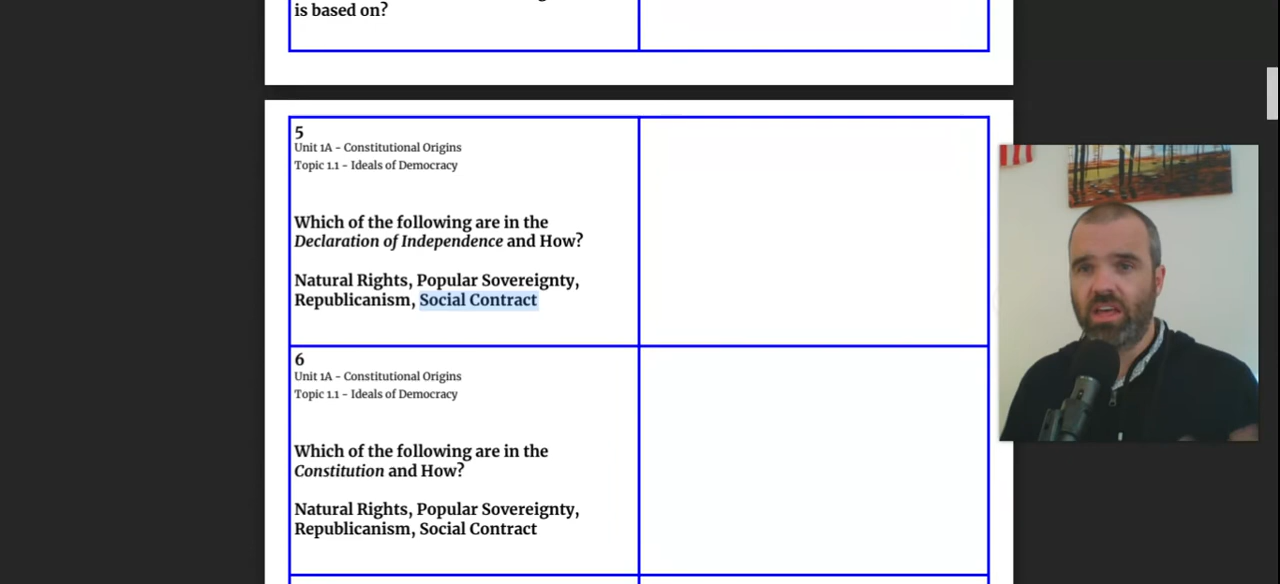 is based on?
5
Unit 1A - Constitutional Origins
Topic 1.1 - Ideals of Democracy
Which of the following are in the
Declaration of Independence and How?
Natural Rights, Popular Sovereignty,
Republicanism, Social Contract
6
Unit 1A - Constitutional Origins
Topic 1.1 - Ideals of Democracy
Which of the following are in the
Constitution and How?
Natural Rights, Popular Sovereignty,
Republicanism, Social Contract